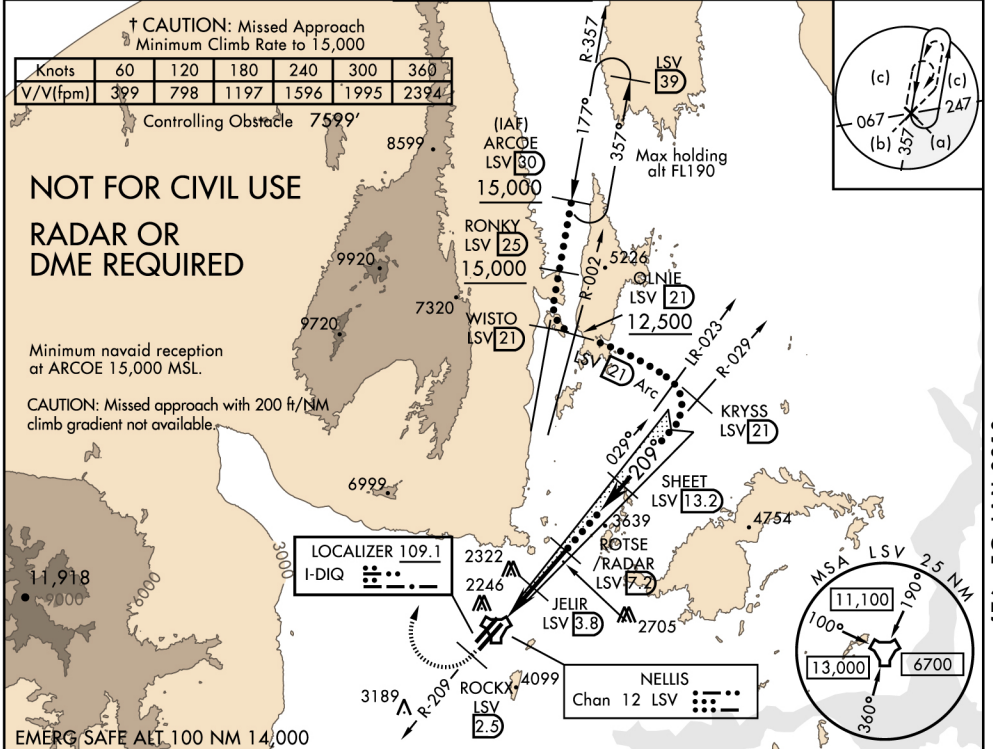 † CAUTION: Missed Approach
Minimum Climb Rate to 15,000
Knots 60 120 180 240 300 360
V/V(fpm) 399 798 1197 1596 1995 2394
Controlling Obstacle 7599’
8599
NOT FOR CIVIL USE
RADAR OR
DME REQUIRED
9920
9720
7320
Minimum navaid reception
at ARCOE 15,000 MSL.
CAUTION: Missed approach with 200 ft/NM
climb gradient not available.
(IAF)
ARCOE
LSV 30
15,000
RONKY
LSV 25
15,000
WISTO
LSV 21
R-357
177°
357°
LSV
39
Max holding
alt FL190
R-002
5226
OLNIE
LSV 21
12,500
LSV 21 Arc
LR-023
R-029
KRYSS
LSV 21
029°
209°
SHEET
LSV 13.2
3639
ROTSE
/RADAR
LSV 7.2
4754
6999
LOCALIZER 109.1
I-DIQ
2322
2246
JELIR
LSV 3.8
2705
3000
6000
9000
11,918
R-209
3189
ROCKX
LSV
2.5
4099
NELLIS
Chan 12 LSV
EMERG SAFE ALT 100 NM 14,000
(c)
(c)
067
247
(b)
357
(a)
MSA LSV 25 NM
11,100
190°
100°
13,000
6700
360°